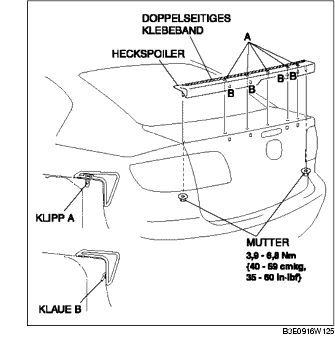 DOPPELSEITIGES
KLEBEBAND
A
HECKSPOILER
B
B
B
B
KLIPP A
MUTTER
3,9 - 6,8 Nm
{40 - 69 cmkg,
35 - 60 in-lbf}
KLAUE B
B3E0916W125